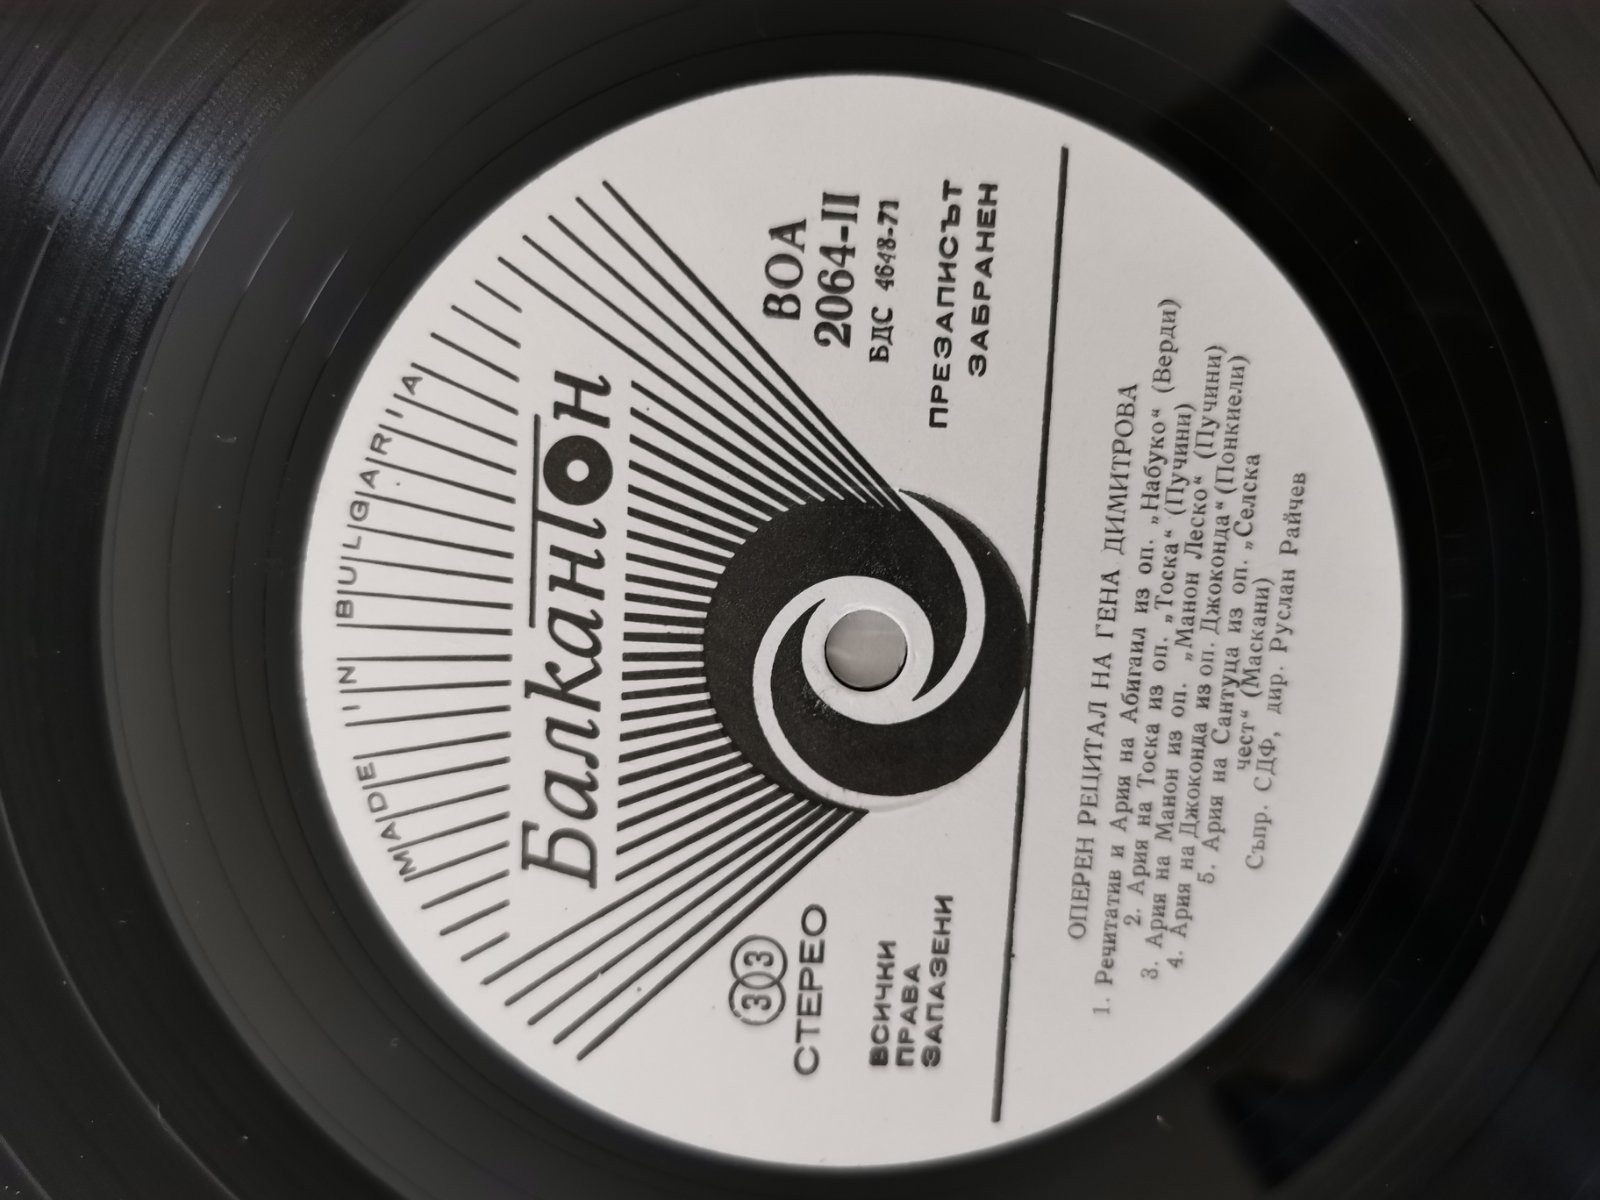 MADE IN BULGARIA
Балкантон
303
СТЕРЕО
ВСИЧКИ
ПРАВА
ЗАПАЗЕНИ
ВОА
2064-II
БДС 4648-71
ПРЕЗАПИСЪТ
ЗАБРАНЕН
ОПЕРЕН РЕЦИТАЛ НА ГЕНА ДИМИТРОВА
1. Речитатив и Ария на Абигаил из оп. „Набуко“ (Верди)
2. Ария на Тоска из оп. „Тоска“ (Пучини)
3. Ария на Манон из оп. „Манон Леско“ (Пучини)
4. Ария на Джоконда из оп. Джоконда“ (Понкиели)
5. Ария на Сантуца из оп. „Селска
чест“ (Маскани)
Съпр. СДФ, дир. Руслан Райчев